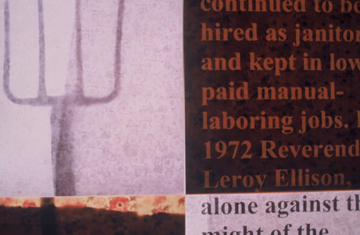 continued to be
hired as janitor
and kept in low
paid manual-
laboring jobs.
1972 Reverend
Leroy Ellison,
alone against th
might of the